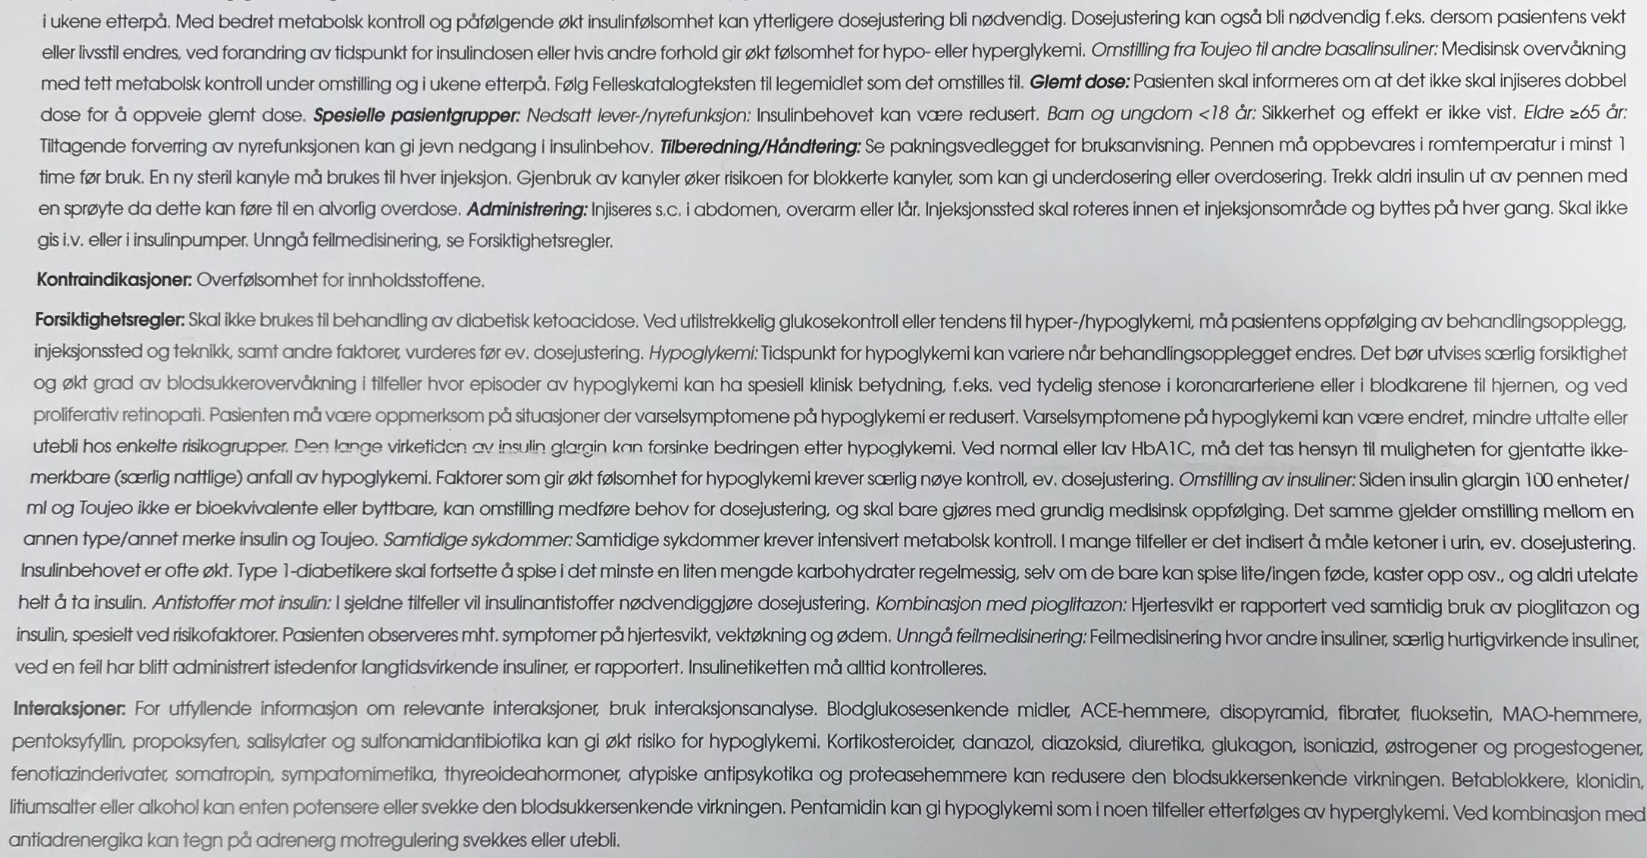 i ukene etterpå. Med bedret metabolsk kontroll og påfølgende økt insulinfølsomhet kan ytterligere dosejustering bli nødvendig. Dosejustering kan også bli nødvendig f.eks. dersom pasientens vekt
eller livsstil endres, ved forandring av tidspunkt for insulindosen eller hvis andre forhold gir økt følsomhet for hypo- eller hyperglykemi. Omstilling fra Toujeo til andre basalinsuliner: Medisinsk overvåkning
med tett metabolsk kontroll under omstilling og i ukene etterpå. Følg Felleskatalogteksten til legemidlet som det omstilles til. Glemt dose: Pasienten skal informeres om at det ikke skal injiseres dobbel
dose for å oppveie glemt dose. Spesielle pasientgrupper: Nedsatt lever-/nyrefunksjon: Insulinbehovet kan være redusert. Barn og ungdom <18 år: Sikkerhet og effekt er ikke vist. Eldre ≥65 år:
Tiltagende forverring av nyrefunksjonen kan gi jevn nedgang i insulinbehov. Tilberedning/Håndtering: Se pakningsvedlegget for bruksanvisning. Pennen må oppbevares i romtemperatur i minst 1
time før bruk. En ny steril kanyle må brukes til hver injeksjon. Gjenbruk av kanyler øker risikoen for blokkerte kanyler, som kan gi underdosering eller overdosering. Trekk aldri insulin ut av pennen med
en sprøyte da dette kan føre til en alvorlig overdose. Administrering: Injiseres s.c. i abdomen, overarm eller lår. Injeksjonssted skal roteres innen et injeksjonsområde og byttes på hver gang. Skal ikke
gis i.v. eller i insulinpumper. Unngå feilmedisinering, se Forsiktighetsregler.
Kontraindikasjoner: Overfølsomhet for innholdsstoffene.
Forsiktighetsregler: Skal ikke brukes til behandling av diabetisk ketoacidose. Ved utilstrekkelig glukosekontroll eller tendens til hyper-/hypoglykemi, må pasientens oppfølging av behandlingsopplegg,
injeksjonssted og teknikk, samt andre faktorer, vurderes før ev. dosejustering. Hypoglykemi: Tidspunkt for hypoglykemi kan variere når behandlingsopplegget endres. Det bør utvises særlig forsiktighet
og økt grad av blodsukkerovervåkning i tilfeller hvor episoder av hypoglykemi kan ha spesiell klinisk betydning, f.eks. ved tydelig stenose i koronararteriene eller i blodkarene til hjernen, og ved
proliferativ retinopati. Pasienten må være oppmerksom på situasjoner der varselsymptomene på hypoglykemi er redusert. Varselsymptomene på hypoglykemi kan være endret, mindre uttalte eller
utebli hos enkelte risikogrupper. Den lange virketiden av insulin glargin kan forsinke bedringen etter hypoglykemi. Ved normal eller lav HbA1C, må det tas hensyn til muligheten for gjentatte ikke-
merkbare (særlig nattlige) anfall av hypoglykemi. Faktorer som gir økt følsomhet for hypoglykemi krever særlig nøye kontroll, ev. dosejustering. Omstilling av insuliner: Siden insulin glargin 100 enheter/
ml og Toujeo ikke er bioekvivalente eller byttbare, kan omstilling medføre behov for dosejustering, og skal bare gjøres med grundig medisinsk oppfølging. Det samme gjelder omstilling mellom en
annen type/annet merke insulin og Toujeo. Samtidige sykdommer: Samtidige sykdommer krever intensivert metabolsk kontroll. I mange tilfeller er det indisert å måle ketoner i urin, ev. dosejustering.
Insulinbehovet er ofte økt. Type 1-diabetikere skal fortsette å spise i det minste en liten mengde karbohydrater regelmessig, selv om de bare kan spise lite/ingen føde, kaster opp osv., og aldri utelate
helt å ta insulin. Antistoffer mot insulin: I sjeldne tilfeller vil insulinantistoffer nødvendiggjøre dosejustering. Kombinasjon med pioglitazon: Hjertesvikt er rapportert ved samtidig bruk av pioglitazon og
insulin, spesielt ved risikofaktorer. Pasienten observeres mht. symptomer på hjertesvikt, vektøkning og ødem. Unngå feilmedisinering: Feilmedisinering hvor andre insuliner, særlig hurtigvirkende insuliner,
ved en feil har blitt administrert istedenfor langtidsvirkende insuliner, er rapportert. Insulinetiketten må alltid kontrolleres.
Interaksjoner: For utfyllende informasjon om relevante interaksjoner, bruk interaksjonsanalyse. Blodglukosesenkende midler, ACE-hemmere, disopyramid, fibrater, fluoksetin, MAO-hemmere,
pentoksyfyllin, propoksyfen, salisylater og sulfonamidantibiotika kan gi økt risiko for hypoglykemi. Kortikosteroider, danazol, diazoksid, diuretika, glukagon, isoniazid, østrogener og progestogener,
fenotiazinderivater, somatropin, sympatomimetika, thyreoideahormoner, atypiske antipsykotika og proteasehemmere kan redusere den blodsukkersenkende virkningen. Betablokkere, klonidin,
litiumsalter eller alkohol kan enten potensere eller svekke den blodsukkersenkende virkningen. Pentamidin kan gi hypoglykemi som i noen tilfeller etterfølges av hyperglykemi. Ved kombinasjon med
antiadrenergika kan tegn på adrenerg motregulering svekkes eller utebli.